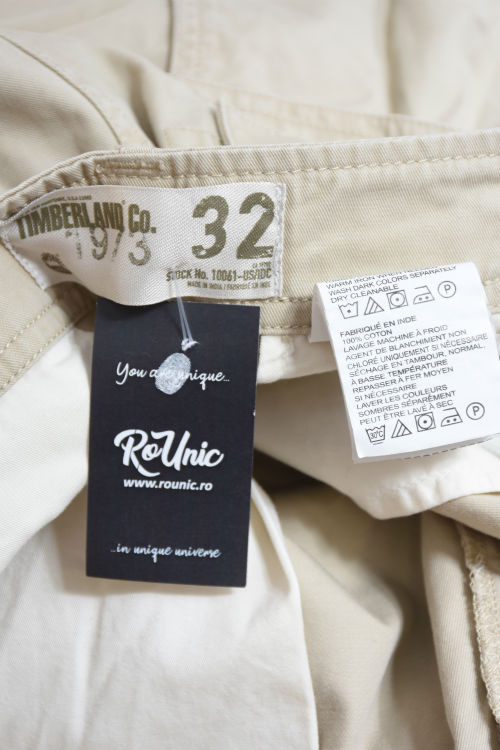 TIMBERLAND Co.
1973
32
STOCK No. 10061-US/IDC
MADE IN INDIA / FABRIQUÉ EN INDE
You are unique...
RoUnic
www.rounic.ro
...in unique universe
WARM IRON WHEN
WASH DARK COLORS SEPARATELY
DRY CLEANABLE
P
FABRIQUÉ EN INDE
100% COTON
LAVAGE MACHINE À FROID
AGENT DE BLANCHIMENT NON
CHLORÉ UNIQUEMENT SI NÉCESSAIRE
SÉCHAGE EN TAMBOUR, NORMAL,
À BASSE TEMPÉRATURE
REPASSER À FER MOYEN
SI NÉCESSAIRE
LAVER LES COULEURS
SOMBRES SÉPARÉMENT
PEUT ÊTRE LAVÉ À SEC
30°C P